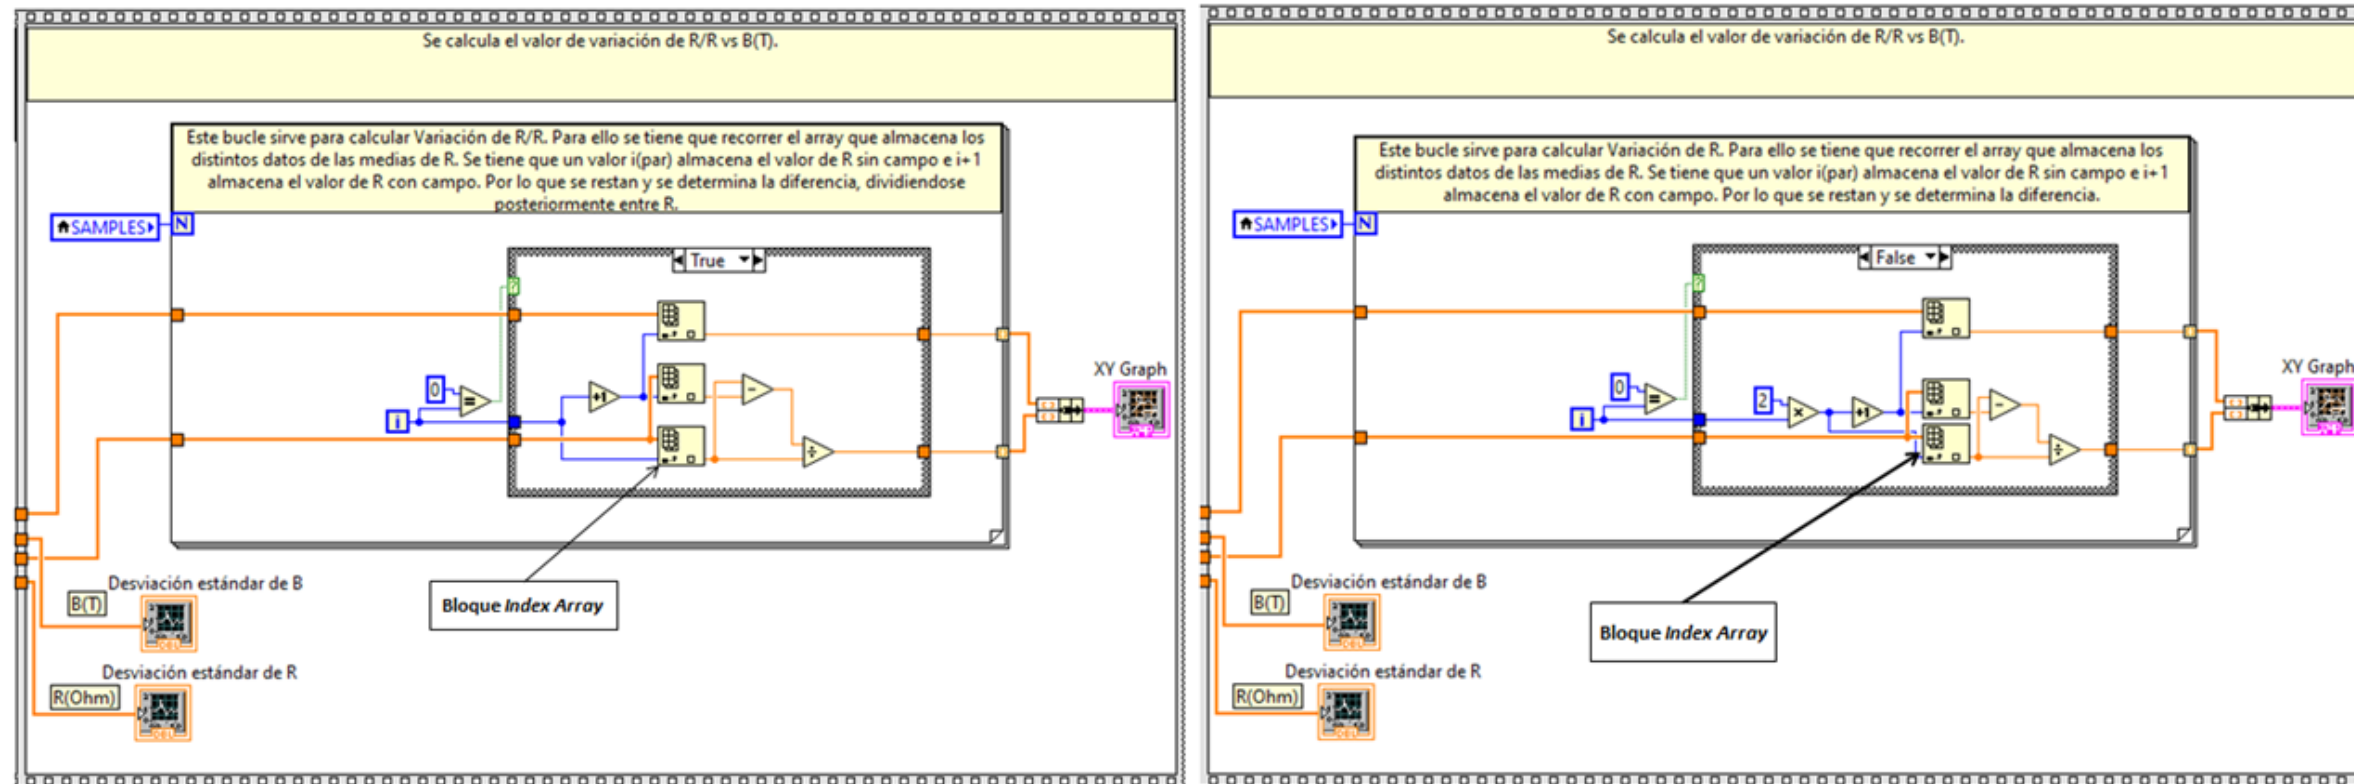 Se calcula el valor de variación de R/R vs B(T).
Este bucle sirve para calcular Variación de R/R. Para ello se tiene que recorrer el array que almacena los
distintos datos de las medias de R. Se tiene que un valor i(par) almacena el valor de R sin campo e i+1
almacena el valor de R con campo. Por lo que se restan y se determina la diferencia, dividiendose
posteriormente entre R.
SAMPLES
N
True
0
=
i
+1
-
÷
XY Graph
Desviación estándar de B
B(T)
DBL
Bloque Index Array
Desviación estándar de R
R(Ohm)
DBL
Se calcula el valor de variación de R/R vs B(T).
Este bucle sirve para calcular Variación de R. Para ello se tiene que recorrer el array que almacena los
distintos datos de las medias de R. Se tiene que un valor i(par) almacena el valor de R sin campo e i+1
almacena el valor de R con campo. Por lo que se restan y se determina la diferencia.
SAMPLES
N
False
0
=
i
2
x
+1
-
÷
XY Graph
Desviación estándar de B
B(T)
DBL
Bloque Index Array
Desviación estándar de R
R(Ohm)
DBL